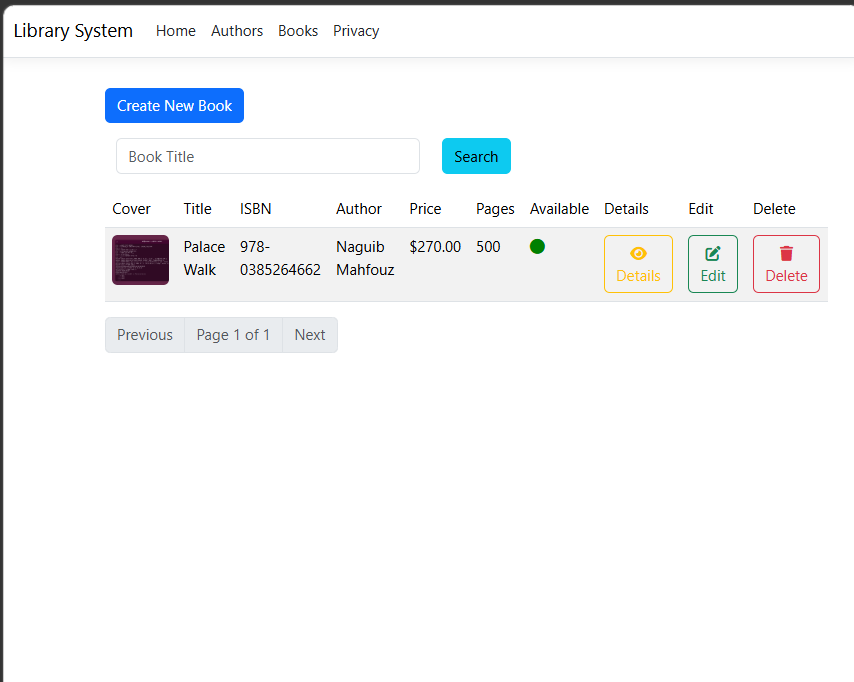 Library System Home Authors Books Privacy
Create New Book
Book Title Search
Cover Title ISBN Author Price Pages Available Details Edit Delete
Palace 978- Naguib $270.00 500
Walk 0385264662 Mahfouz
Details Edit Delete
Previous Page 1 of 1 Next